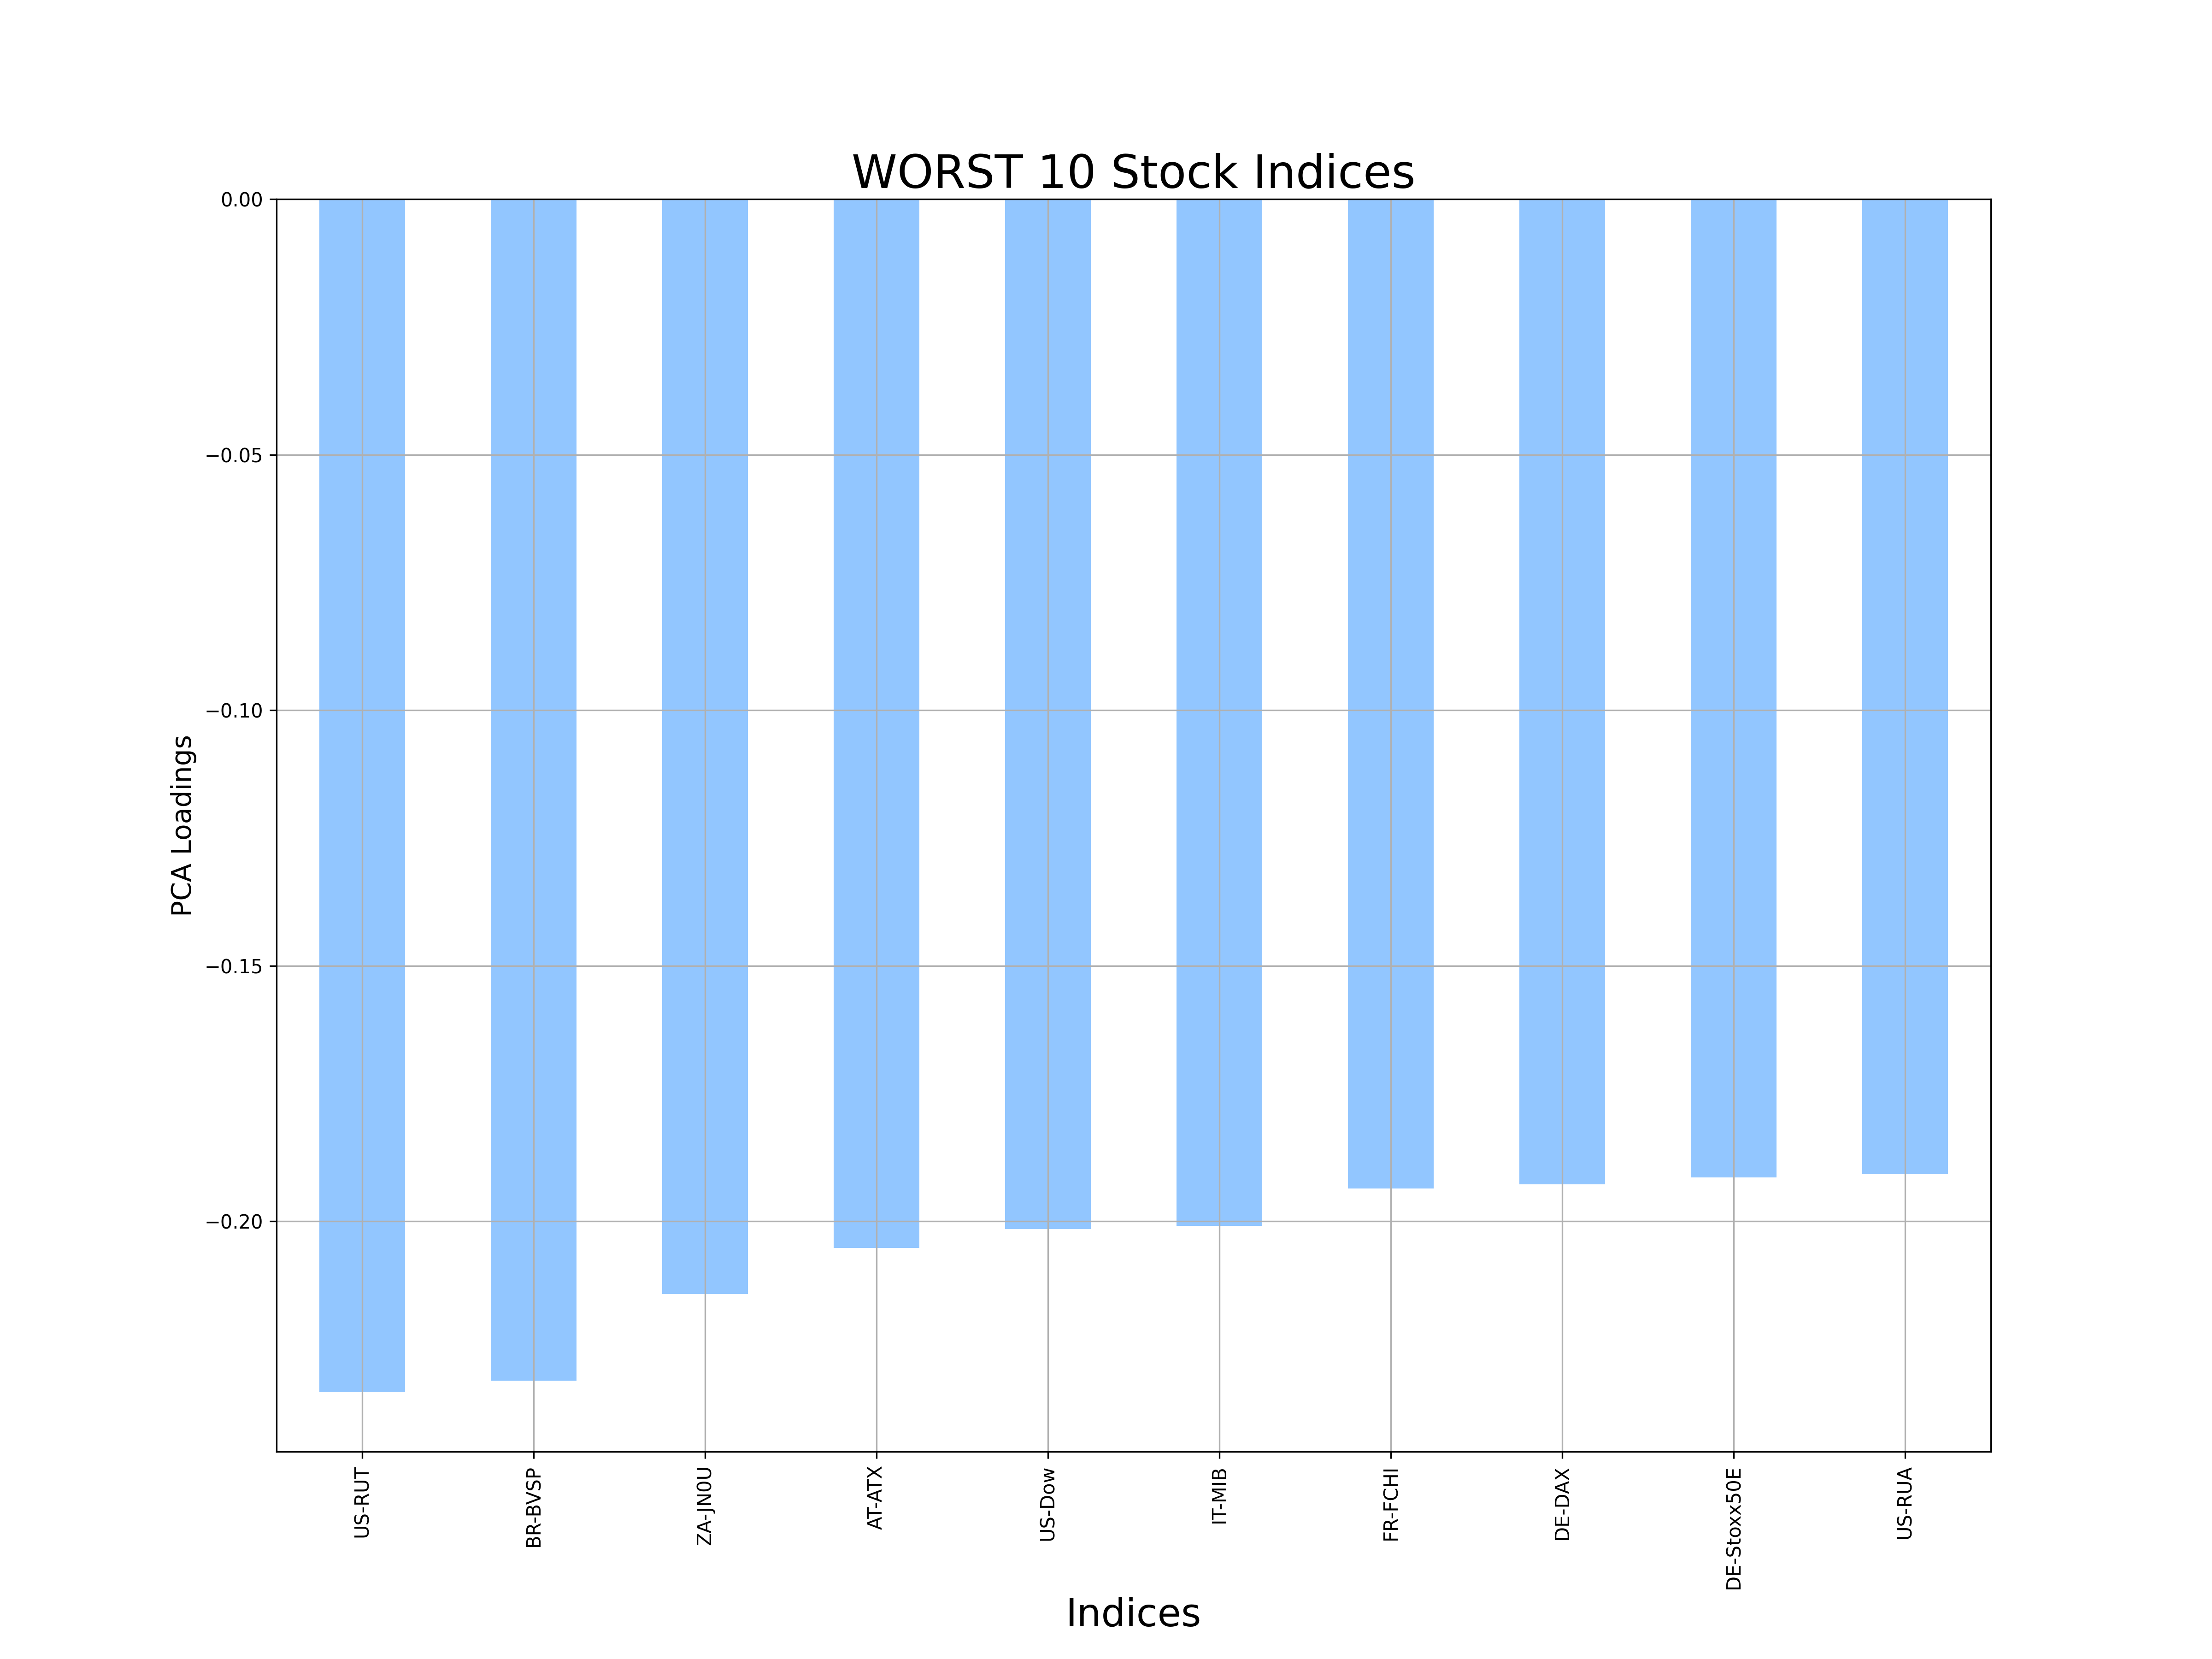 WORST 10 Stock Indices
0.00
−0.05
−0.10
−0.15
−0.20
PCA Loadings
US-RUT
BR-BVSP
ZA-JN0U
AT-ATX
US-Dow
IT-MIB
FR-FCHI
DE-DAX
DE-Stoxx50E
US-RUA
Indices